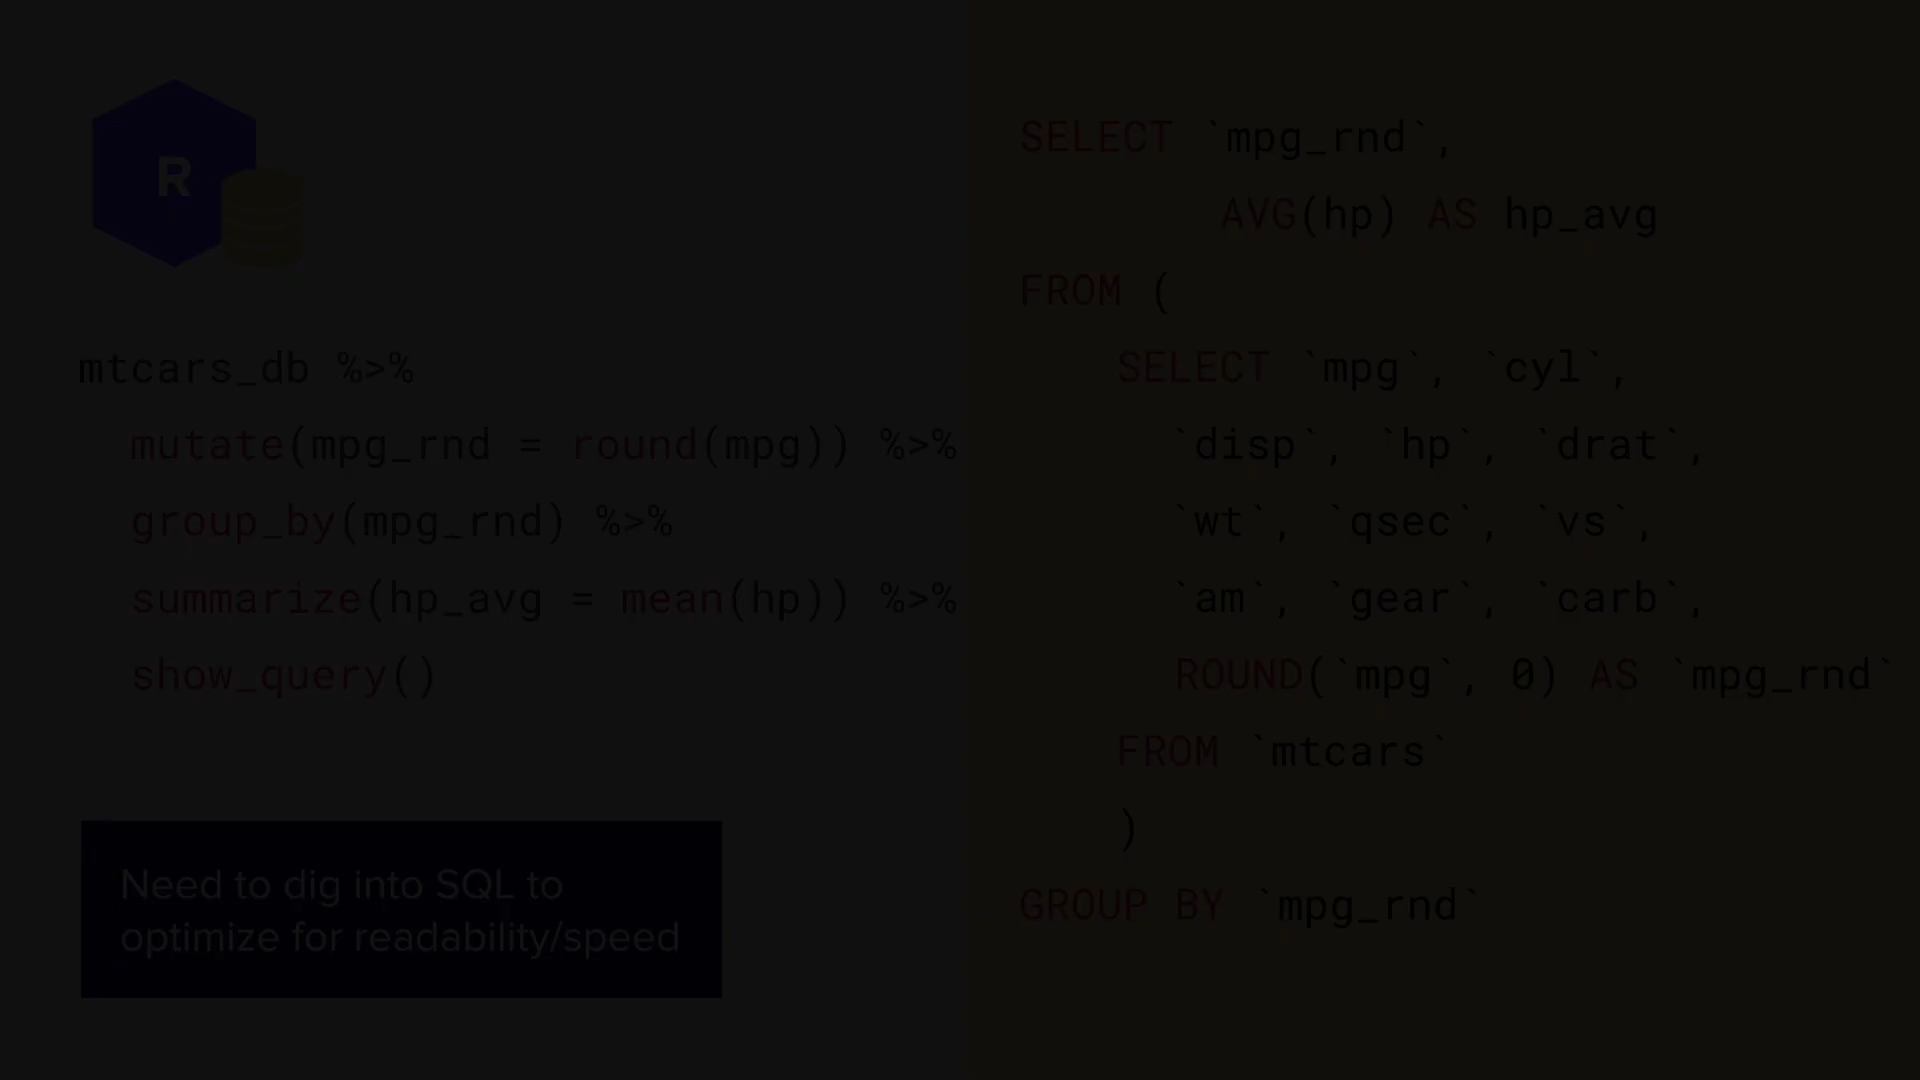 R
mtcars_db %>%
mutate(mpg_rnd = round(mpg)) %>%
group_by(mpg_rnd) %>%
summarize(hp_avg = mean(hp)) %>%
show_query()
Need to dig into SQL to
optimize for readability/speed
SELECT `mpg_rnd`,
AVG(hp) AS hp_avg
FROM (
SELECT `mpg`, `cyl`,
`disp`, `hp`, `drat`,
`wt`, `qsec`, `vs`,
`am`, `gear`, `carb`,
ROUND(`mpg`, 0) AS `mpg_rnd`
FROM `mtcars`
)
GROUP BY `mpg_rnd`